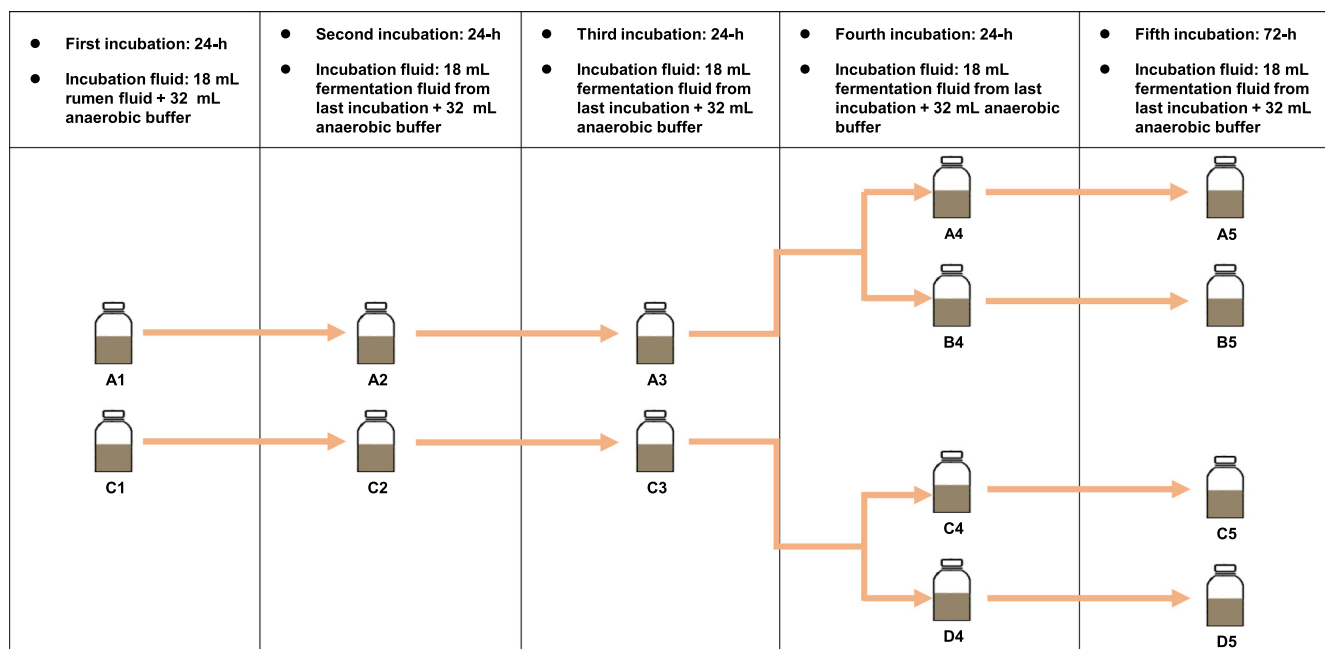 ● First incubation: 24-h
● Incubation fluid: 18 mL
rumen fluid + 32 mL
anaerobic buffer
● Second incubation: 24-h
● Incubation fluid: 18 mL
fermentation fluid from
last incubation + 32 mL
anaerobic buffer
● Third incubation: 24-h
● Incubation fluid: 18 mL
fermentation fluid from
last incubation + 32 mL
anaerobic buffer
● Fourth incubation: 24-h
● Incubation fluid: 18 mL
fermentation fluid from last
incubation + 32 mL anaerobic
buffer
● Fifth incubation: 72-h
● Incubation fluid: 18 mL
fermentation fluid from
last incubation + 32 mL
anaerobic buffer
A4
A5
B4
B5
A1
A2
A3
C1
C2
C3
C4
C5
D4
D5